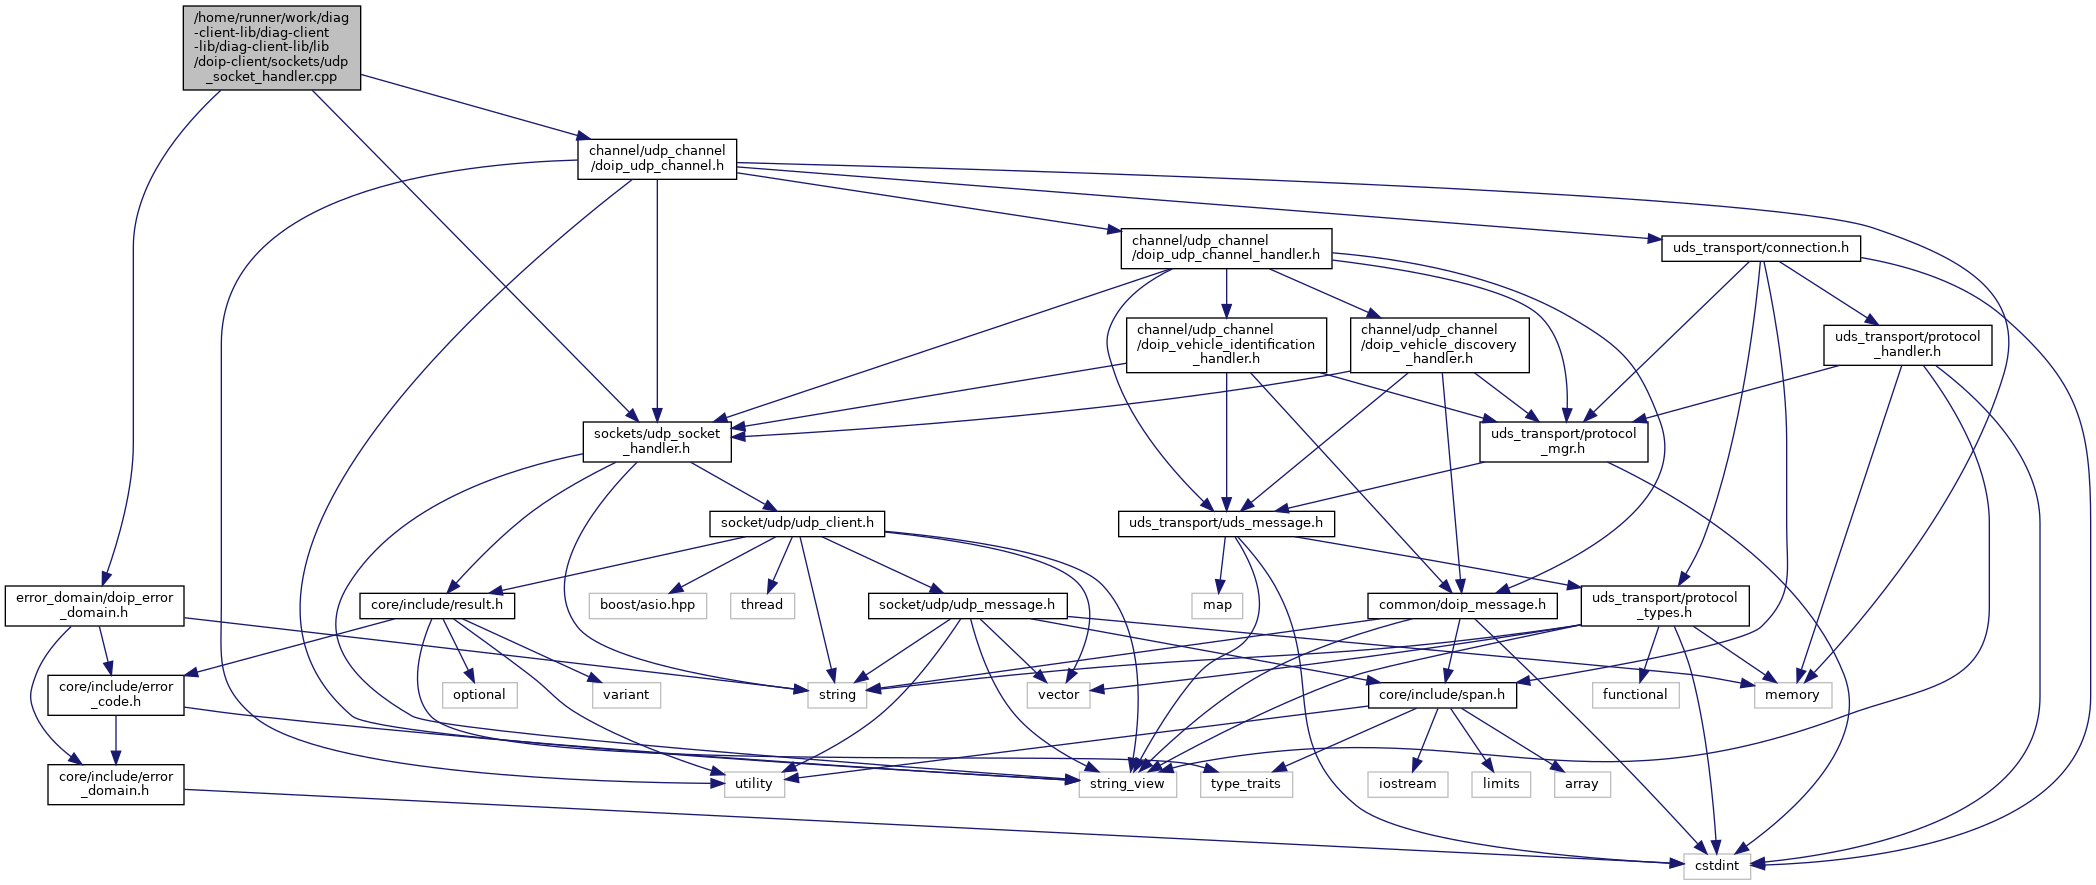 /home/runner/work/diag
-client-lib/diag-client
-lib/diag-client-lib/lib
/doip-client/sockets/udp
_socket_handler.cpp
channel/udp_channel
/doip_udp_channel.h
channel/udp_channel
/doip_udp_channel_handler.h
uds_transport/connection.h
channel/udp_channel
/doip_vehicle_identification
_handler.h
channel/udp_channel
/doip_vehicle_discovery
_handler.h
uds_transport/protocol
_handler.h
sockets/udp_socket
_handler.h
uds_transport/protocol
_mgr.h
socket/udp/udp_client.h
uds_transport/uds_message.h
error_domain/doip_error
_domain.h
core/include/result.h
boost/asio.hpp
thread
socket/udp/udp_message.h
map
common/doip_message.h
uds_transport/protocol
_types.h
core/include/error
_code.h
optional
variant
string
vector
core/include/span.h
functional
memory
core/include/error
_domain.h
utility
string_view
type_traits
iostream
limits
array
cstdint